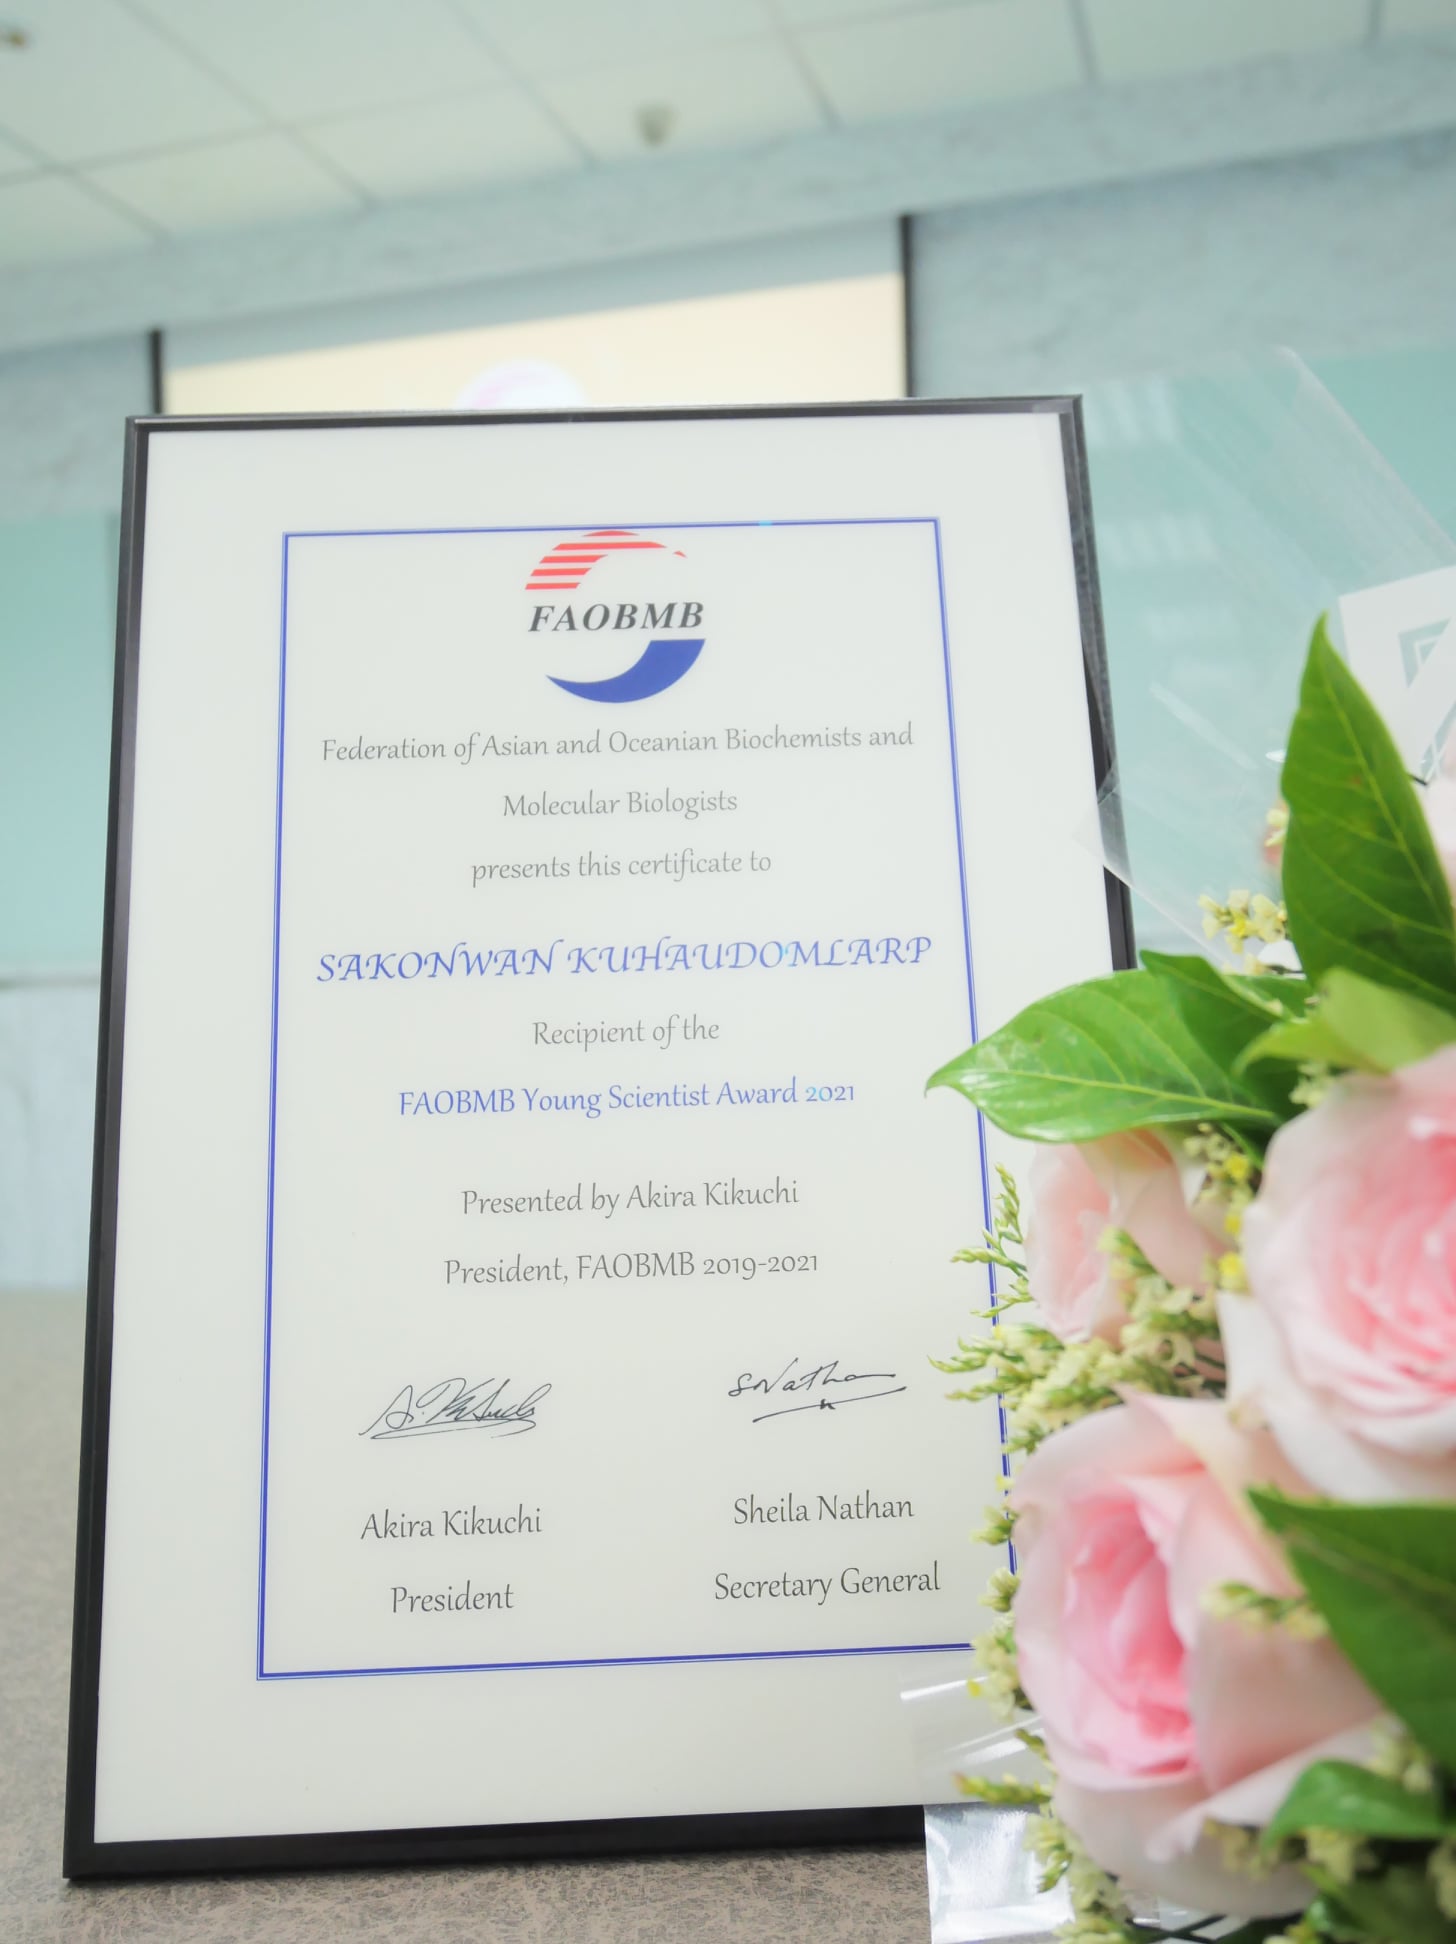 FAOBMB
Federation of Asian and Oceanian Biochemists and
Molecular Biologists
presents this certificate to
SAKONWAN KUHAUDOMLARP
Recipient of the
FAOBMB Young Scientist Award 2021
Presented by Akira Kikuchi
President, FAOBMB 2019-2021
A. Kikuchi
SNathan
Akira Kikuchi
Sheila Nathan
President
Secretary General